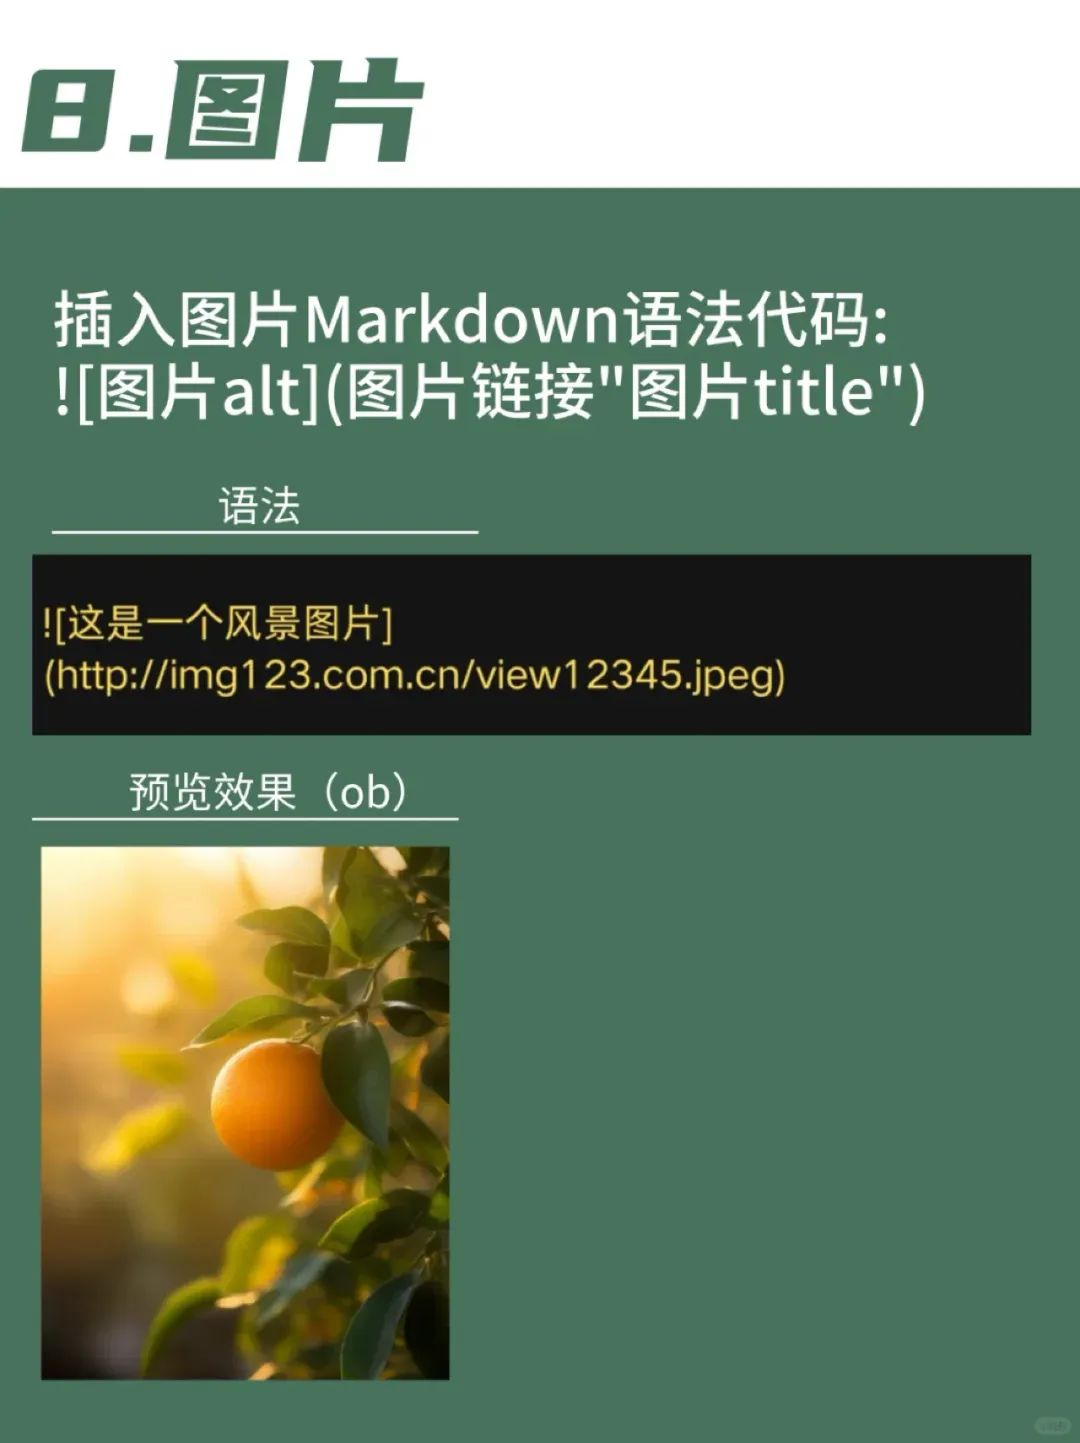 8.图片
插入图片Markdown语法代码:
![图片alt](图片链接"图片title")
语法
![这是一个风景图片]
(http://img123.com.cn/view12345.jpeg)
预览效果（ob）